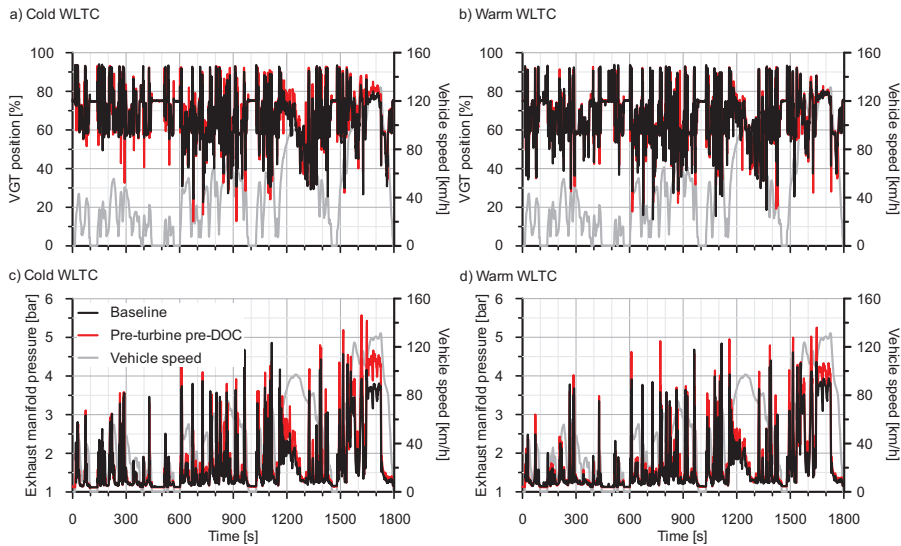 a) Cold WLTC
b) Warm WLTC
100
80
60
40
20
0
VGT position [%]
160
120
80
40
0
Vehicle speed [km/h]
100
80
60
40
20
0
VGT position [%]
160
120
80
40
0
Vehicle speed [km/h]
c) Cold WLTC
d) Warm WLTC
6
5
4
3
2
1
Exhaust manifold pressure [bar]
Baseline
Pre-turbine pre-DOC
Vehicle speed
160
120
80
40
0
Vehicle speed [km/h]
0 300 600 900 1200 1500 1800
Time [s]
6
5
4
3
2
1
Exhaust manifold pressure [bar]
160
120
80
40
0
Vehicle speed [km/h]
0 300 600 900 1200 1500 1800
Time [s]